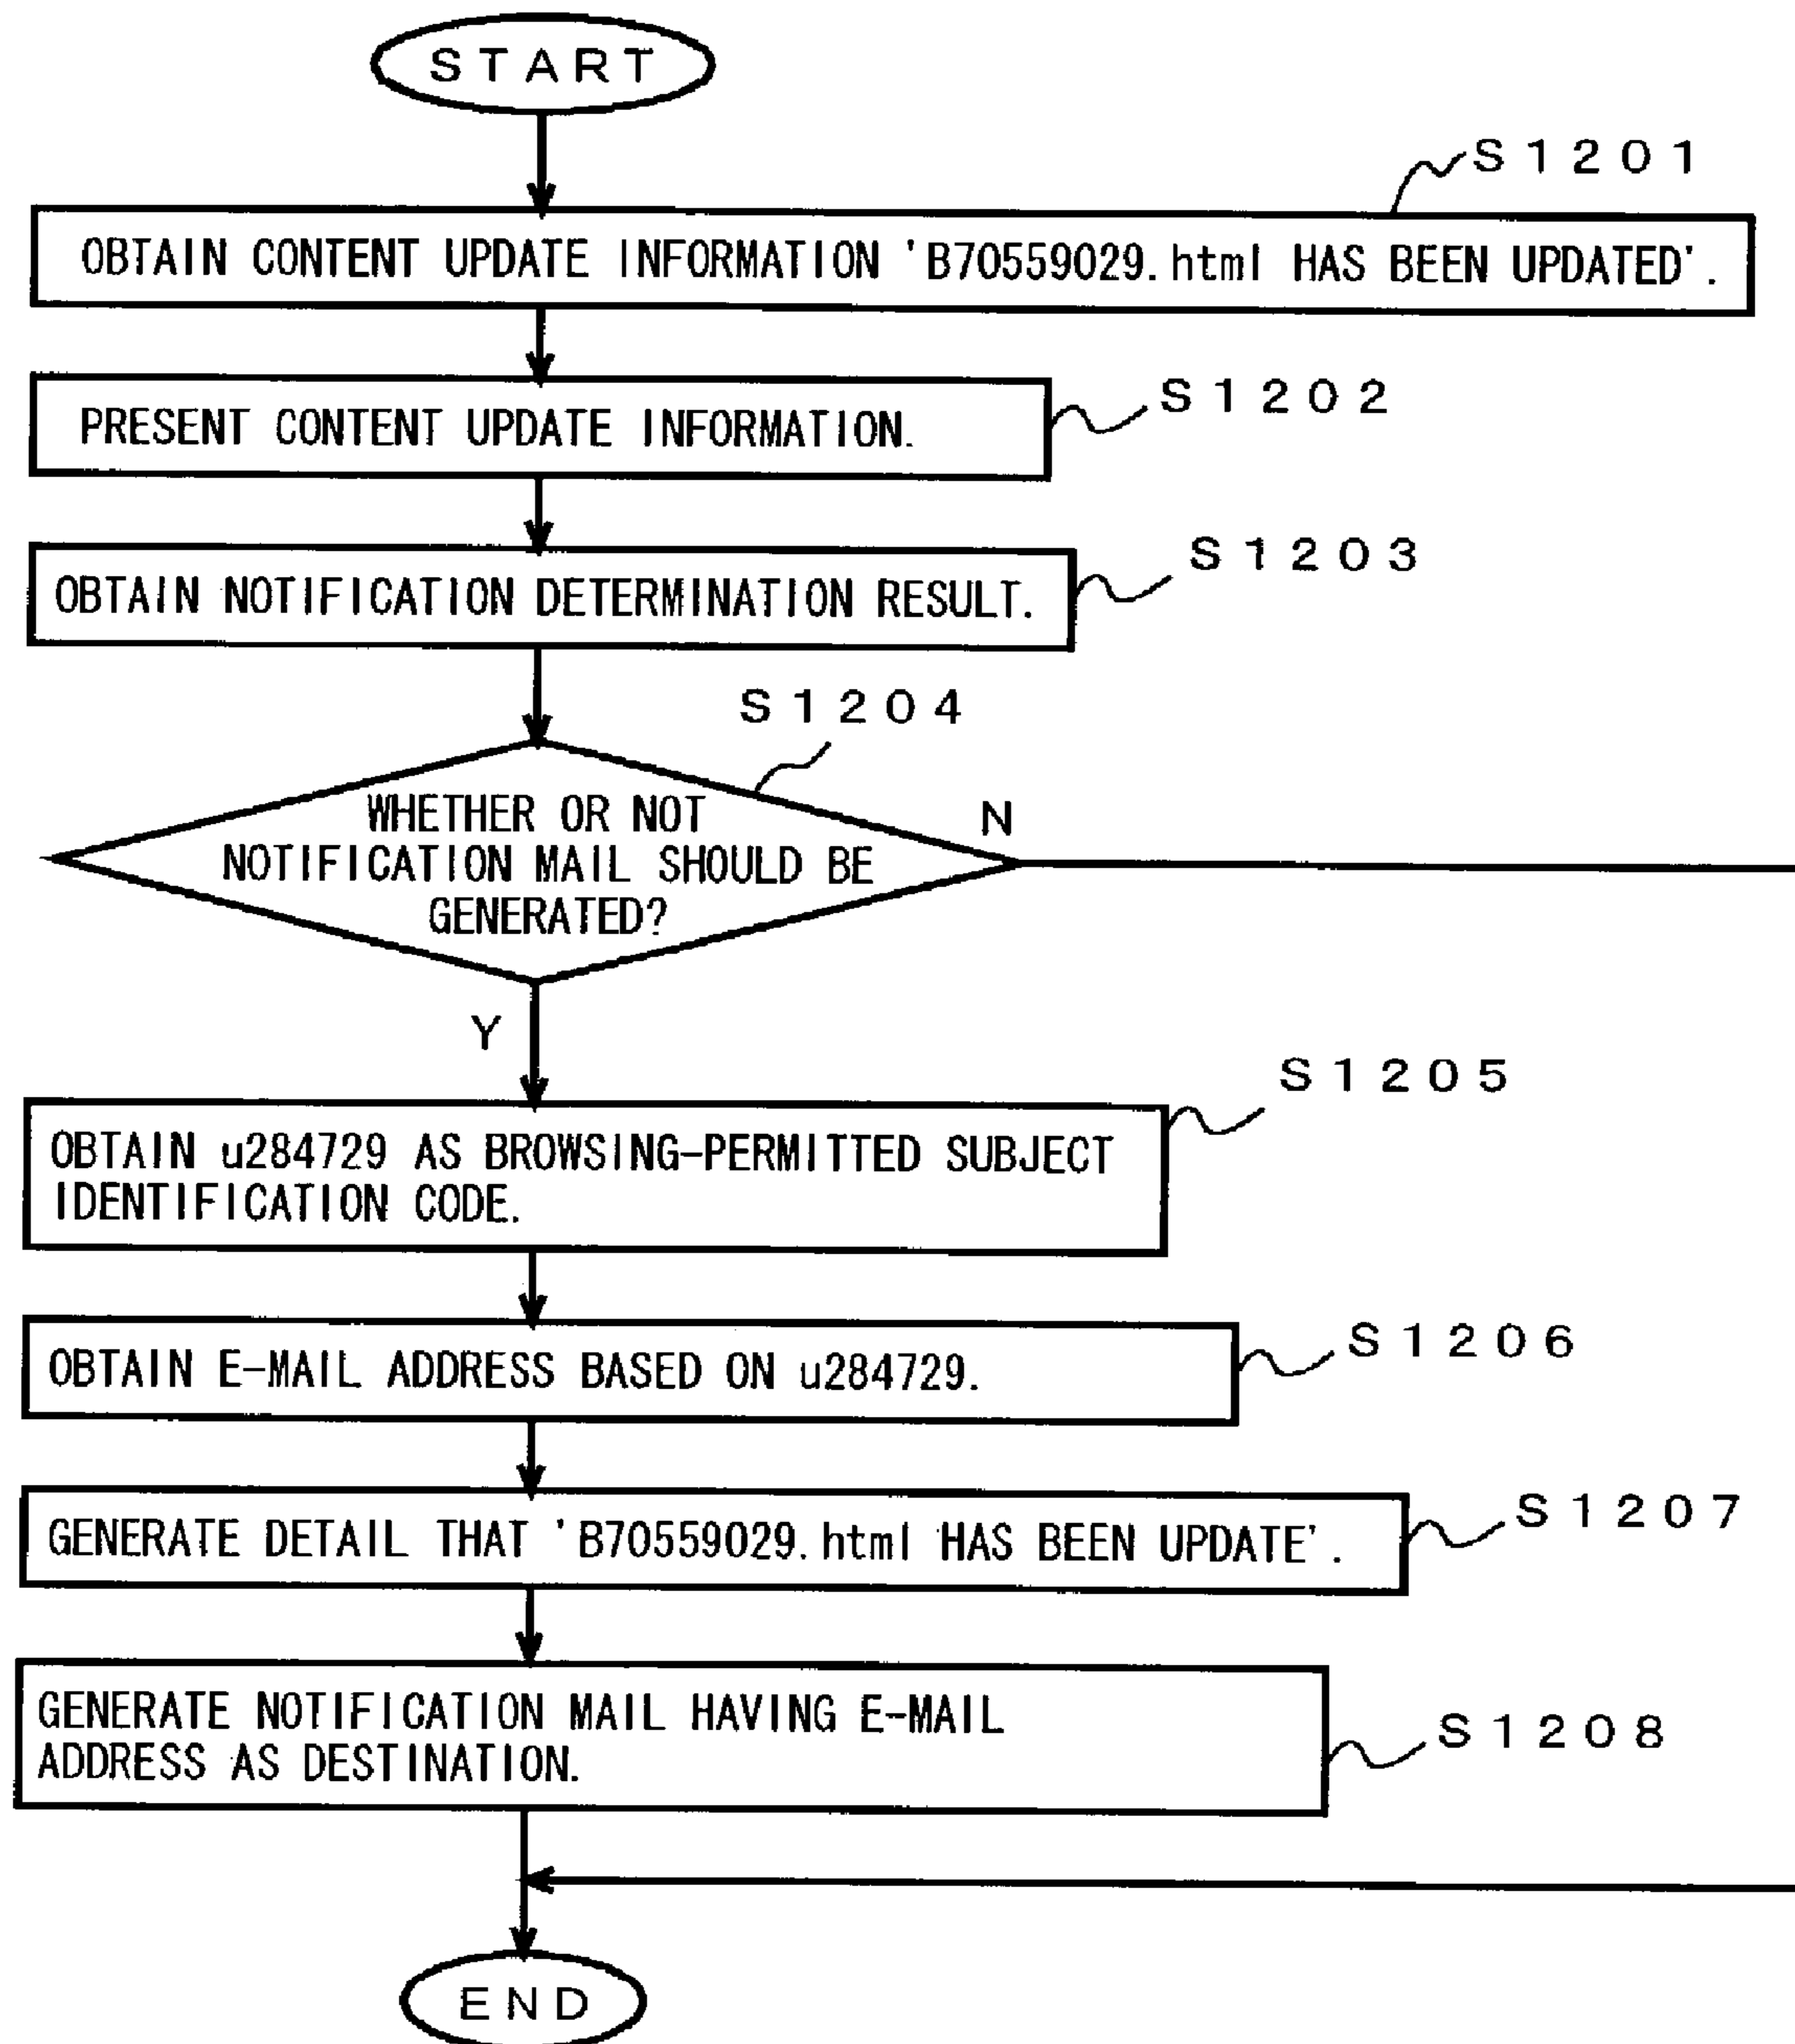 START
S1201
OBTAIN CONTENT UPDATE INFORMATION 'B70559029.html HAS BEEN UPDATED'.
S1202
PRESENT CONTENT UPDATE INFORMATION.
S1203
OBTAIN NOTIFICATION DETERMINATION RESULT.
S1204
WHETHER OR NOT
NOTIFICATION MAIL SHOULD BE
GENERATED?
N
Y
S1205
OBTAIN u284729 AS BROWSING-PERMITTED SUBJECT
IDENTIFICATION CODE.
S1206
OBTAIN E-MAIL ADDRESS BASED ON u284729.
S1207
GENERATE DETAIL THAT 'B70559029.html HAS BEEN UPDATE'.
GENERATE NOTIFICATION MAIL HAVING E-MAIL
ADDRESS AS DESTINATION.
S1208
END